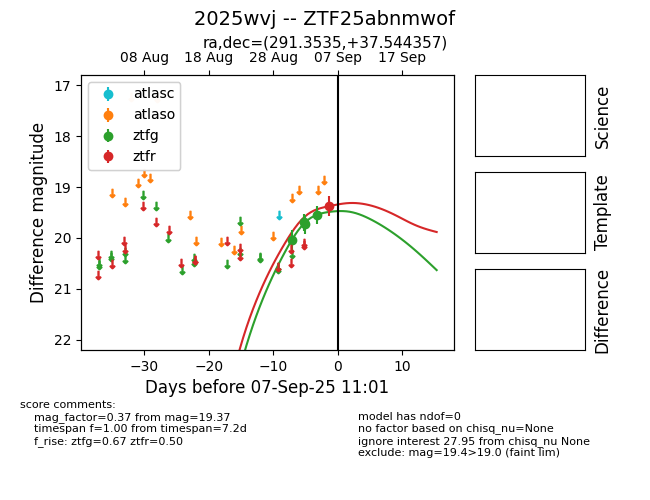 2025wvj -- ZTF25abnmwof
ra,dec=(291.3535,+37.544357)
08 Aug 18 Aug 28 Aug 07 Sep 17 Sep
atlasc
atlaso
ztfg
ztfr
17
18
19
20
21
22
Difference magnitude
−30 −20 −10 0 10
Days before 07-Sep-25 11:01
Science
Template
Difference
score comments:
mag_factor=0.37 from mag=19.37
timespan f=1.00 from timespan=7.2d
f_rise: ztfg=0.67 ztfr=0.50
model has ndof=0
no factor based on chisq_nu=None
ignore interest 27.95 from chisq_nu None
exclude: mag=19.4>19.0 (faint lim)